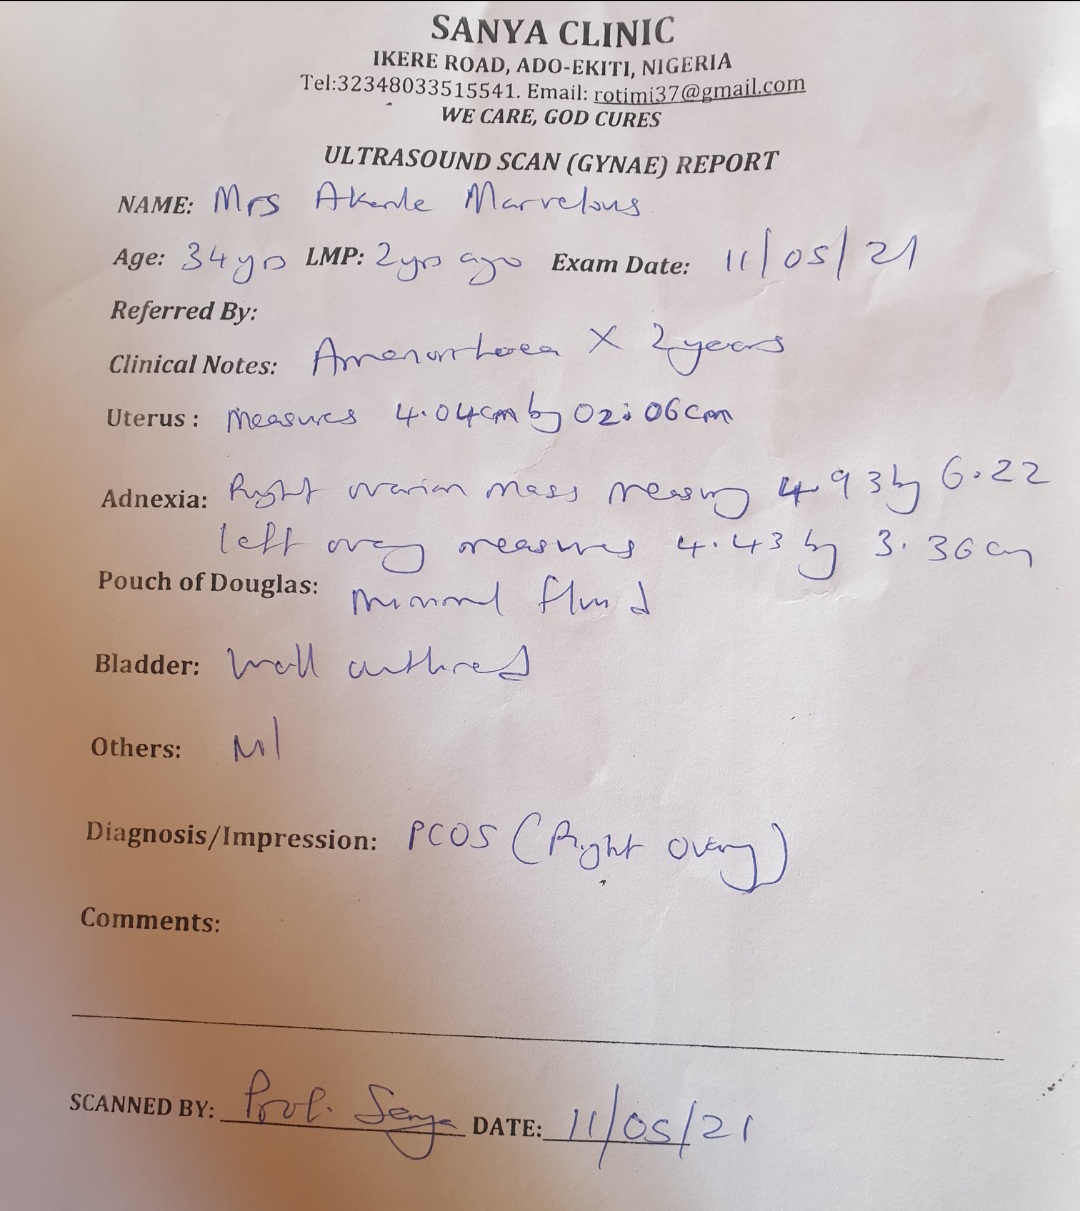 SANYA CLINIC
IKERE ROAD, ADO-EKITI, NIGERIA
Tel:32348033515541. Email: rotimi37@gmail.com
WE CARE, GOD CURES
ULTRASOUND SCAN (GYNAE) REPORT
NAME: Mrs Akerele Marvelous
Age: 34yrs LMP: 2yrs ago Exam Date: 11/05/21
Referred By:
Clinical Notes: Amenorrhoea X 2years
Uterus : Measures 4.04cm by 02.06cm
Adnexia: Right ovarian mass measuring 4.93 by 6.22
left ovary measures 4.43 by 3.36cm
Pouch of Douglas: minimal fluid
Bladder: Well outlined
Others: Nil
Diagnosis/Impression: PCOS (Right Ovary)
Comments:
SCANNED BY: Prof. Sanya DATE: 11/05/21